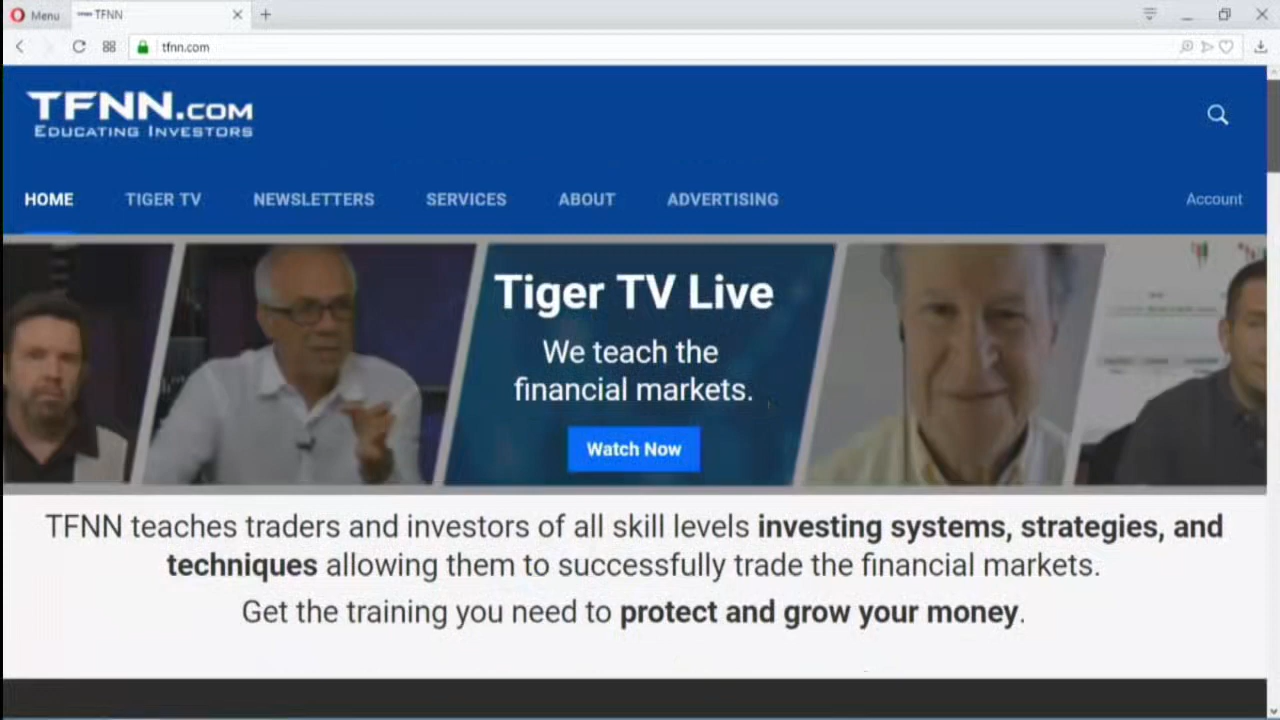 Menu
TFNN
tfnn.com
TFNN.COM
EDUCATING INVESTORS
HOME TIGER TV NEWSLETTERS SERVICES ABOUT ADVERTISING Account
Tiger TV Live
We teach the
financial markets.
Watch Now
TFNN teaches traders and investors of all skill levels investing systems, strategies, and
techniques allowing them to successfully trade the financial markets.
Get the training you need to protect and grow your money.